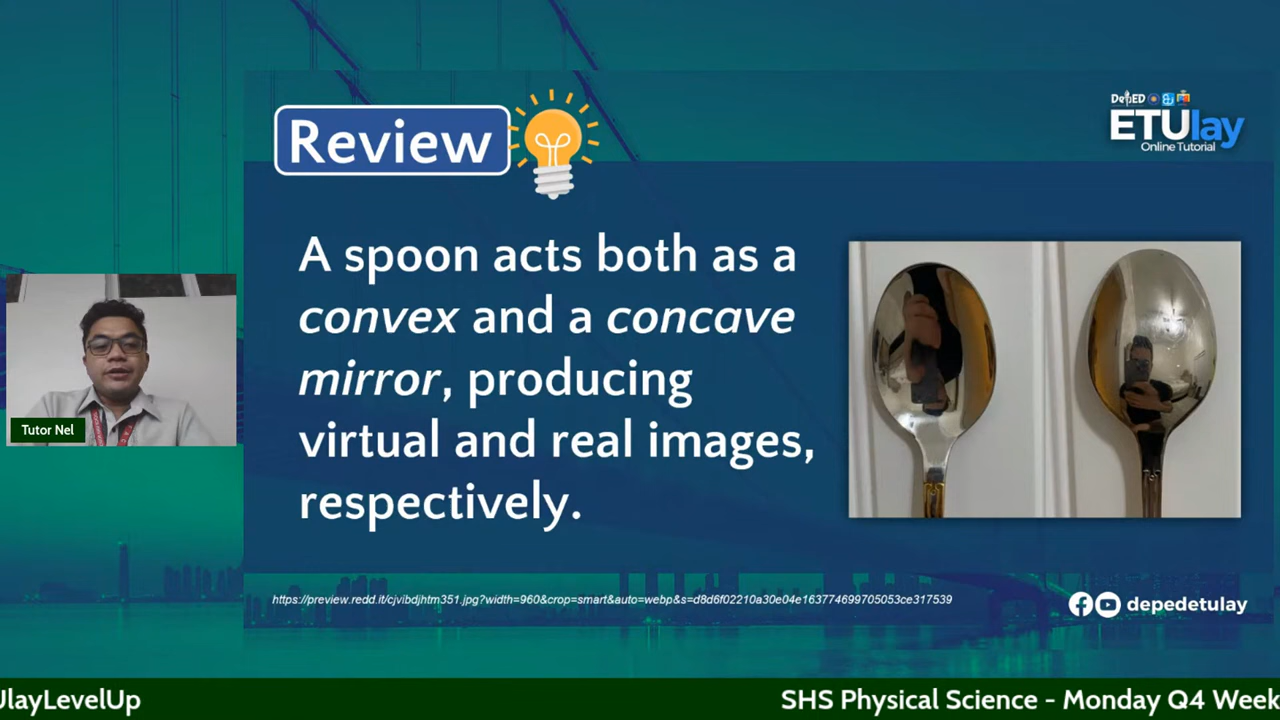 Review
DepED
ETUlay
Online Tutorial
A spoon acts both as a
convex and a concave
mirror, producing
virtual and real images,
respectively.
Tutor Nel
https://preview.redd.it/cjvibdjhtm351.jpg?width=960&crop=smart&auto=webp&s=d8d6f02210a30e04e163774699705053ce317539
depedetulay
UlayLevelUp
SHS Physical Science - Monday Q4 Week